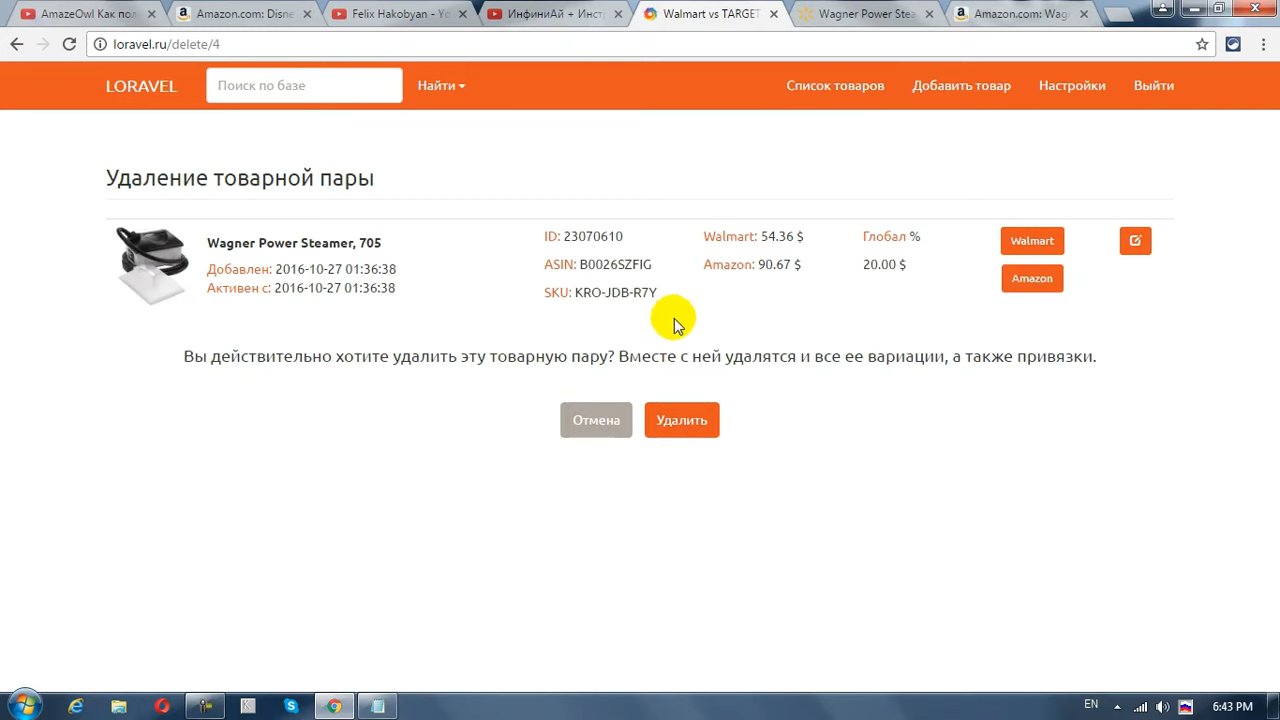 AmazeOwl Как пол
Amazon.com: Disne
Felix Hakobyan - Yo
ИнфиниАй + Инстр
Walmart vs TARGET
Wagner Power Stea
Amazon.com: Wag
loravel.ru/delete/4
LORAVEL
Поиск по базе
Найти
Список товаров
Добавить товар
Настройки
Выйти
Удаление товарной пары
Wagner Power Steamer, 705
Добавлен: 2016-10-27 01:36:38
Активен с: 2016-10-27 01:36:38
ID: 23070610
ASIN: B0026SZFIG
SKU: KRO-JDB-R7Y
Walmart: 54.36 $
Amazon: 90.67 $
Глобал %
20.00 $
Walmart
Amazon
Вы действительно хотите удалить эту товарную пару? Вместе с ней удалятся и все ее вариации, а также привязки.
Отмена
Удалить
EN
6:43 PM